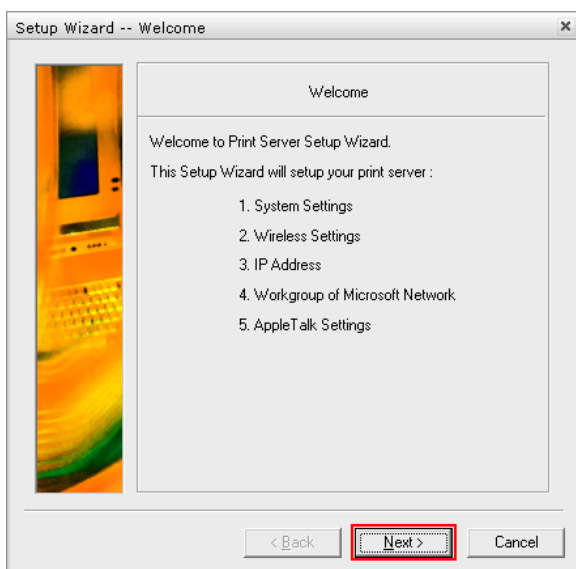 Setup Wizard -- Welcome
Welcome
Welcome to Print Server Setup Wizard.
This Setup Wizard will setup your print server :
1. System Settings
2. Wireless Settings
3. IP Address
4. Workgroup of Microsoft Network
5. AppleTalk Settings
< Back
Next >
Cancel